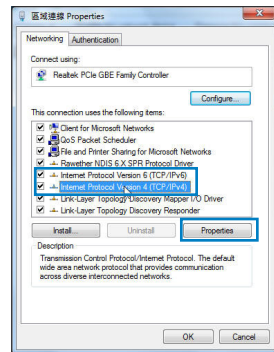 區域連線 Properties
Networking Authentication
Connect using:
Realtek PCIe GBE Family Controller
Configure...
This connection uses the following items:
Client for Microsoft Networks
QoS Packet Scheduler
File and Printer Sharing for Microsoft Networks
Rawether NDIS 6.X SPR Protocol Driver
Internet Protocol Version 6 (TCP/IPv6)
Internet Protocol Version 4 (TCP/IPv4)
Link-Layer Topology Discovery Mapper I/O Driver
Link-Layer Topology Discovery Responder
Install... Uninstall Properties
Description
Transmission Control Protocol/Internet Protocol. The default
wide area network protocol that provides communication
across diverse interconnected networks.
OK Cancel